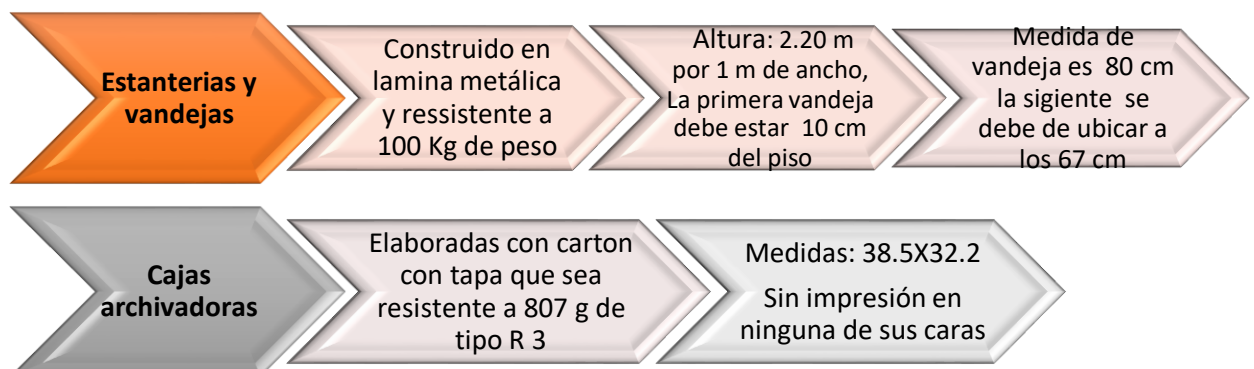 Estanterias y
vandejas
Construido en
lamina metálica
y ressistente a
100 Kg de peso
Altura: 2.20 m
por 1 m de ancho,
La primera vandeja
debe estar 10 cm
del piso
Medida de
vandeja es 80 cm
la sigiente se
debe de ubicar a
los 67 cm
Cajas
archivadoras
Elaboradas con carton
con tapa que sea
resistente a 807 g de
tipo R 3
Medidas: 38.5X32.2
Sin impresión en
ninguna de sus caras